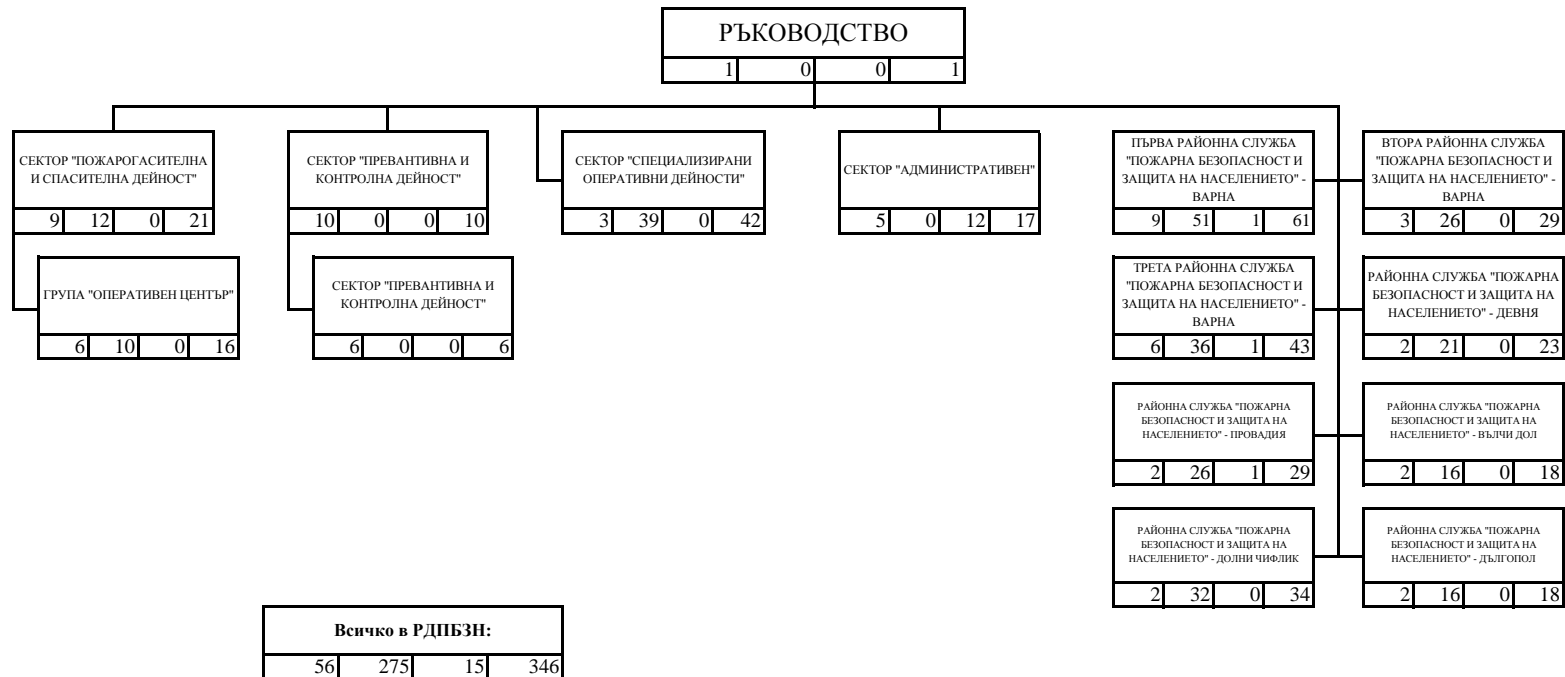 РЪКОВОДСТВО
1 0 0 1
СЕКТОР "ПОЖАРОГАСИТЕЛНА
И СПАСИТЕЛНА ДЕЙНОСТ"
9 12 0 21
СЕКТОР "ПРЕВАНТИВНА И
КОНТРОЛНА ДЕЙНОСТ"
10 0 0 10
СЕКТОР "СПЕЦИАЛИЗИРАНИ
ОПЕРАТИВНИ ДЕЙНОСТИ"
3 39 0 42
СЕКТОР "АДМИНИСТРАТИВЕН"
5 0 12 17
ПЪРВА РАЙОННА СЛУЖБА
"ПОЖАРНА БЕЗОПАСНОСТ И
ЗАЩИТА НА НАСЕЛЕНИЕТО" -
ВАРНА
9 51 1 61
ВТОРА РАЙОННА СЛУЖБА
"ПОЖАРНА БЕЗОПАСНОСТ И
ЗАЩИТА НА НАСЕЛЕНИЕТО" -
ВАРНА
3 26 0 29
ГРУПА "ОПЕРАТИВЕН ЦЕНТЪР"
6 10 0 16
СЕКТОР "ПРЕВАНТИВНА И
КОНТРОЛНА ДЕЙНОСТ"
6 0 0 6
ТРЕТА РАЙОННА СЛУЖБА
"ПОЖАРНА БЕЗОПАСНОСТ И
ЗАЩИТА НА НАСЕЛЕНИЕТО" -
ВАРНА
6 36 1 43
РАЙОННА СЛУЖБА "ПОЖАРНА
БЕЗОПАСНОСТ И ЗАЩИТА НА
НАСЕЛЕНИЕТО" - ДЕВНЯ
2 21 0 23
РАЙОННА СЛУЖБА "ПОЖАРНА
БЕЗОПАСНОСТ И ЗАЩИТА НА
НАСЕЛЕНИЕТО" - ПРОВАДИЯ
2 26 1 29
РАЙОННА СЛУЖБА "ПОЖАРНА
БЕЗОПАСНОСТ И ЗАЩИТА НА
НАСЕЛЕНИЕТО" - ВЪЛЧИ ДОЛ
2 16 0 18
РАЙОННА СЛУЖБА "ПОЖАРНА
БЕЗОПАСНОСТ И ЗАЩИТА НА
НАСЕЛЕНИЕТО" - ДОЛНИ ЧИФЛИК
2 32 0 34
РАЙОННА СЛУЖБА "ПОЖАРНА
БЕЗОПАСНОСТ И ЗАЩИТА НА
НАСЕЛЕНИЕТО" - ДЪЛГОПОЛ
2 16 0 18
Всичко в РДПБЗН:
56 275 15 346